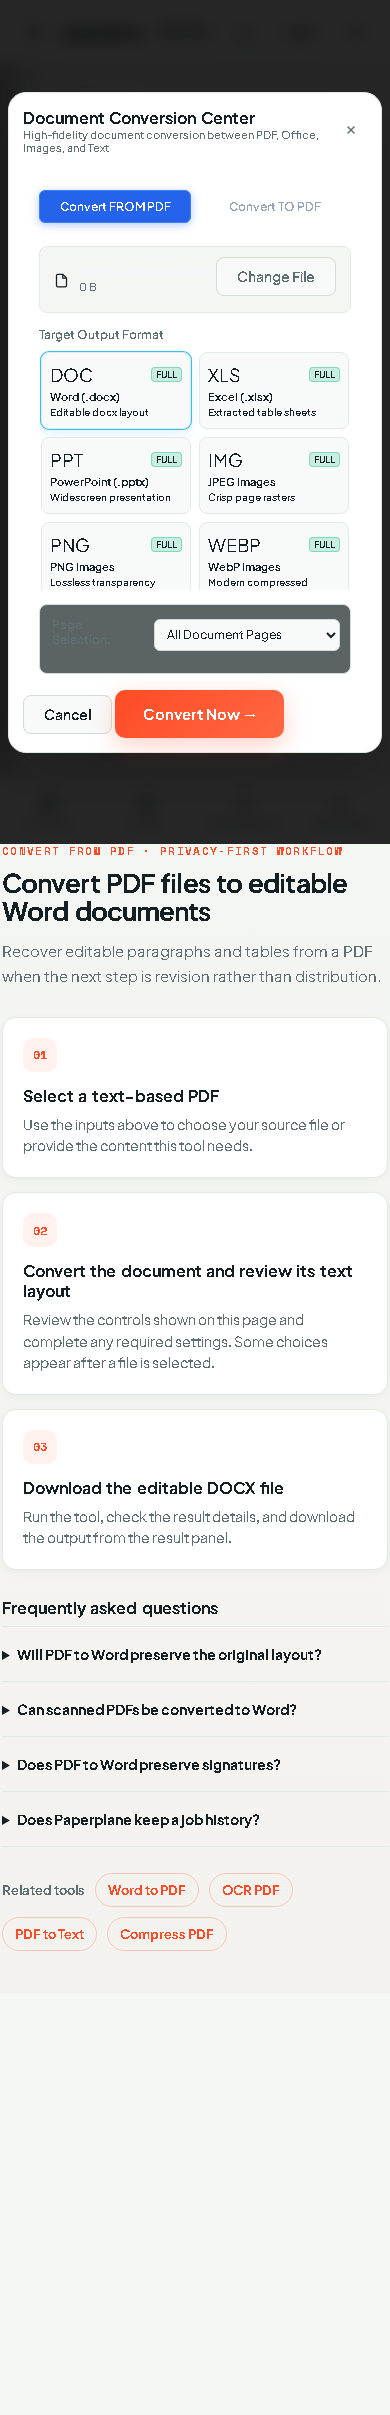 Document Conversion Center
High-fidelity document conversion between PDF, Office,
Images, and Text
×
Convert FROM PDF
Convert TO PDF
0 B
Change File
Target Output Format
DOC
FULL
Word (.docx)
Editable docx layout
XLS
FULL
Excel (.xlsx)
Extracted table sheets
PPT
FULL
PowerPoint (.pptx)
Widescreen presentation
IMG
FULL
JPEG Images
Crisp page rasters
PNG
FULL
PNG Images
Lossless transparency
WEBP
FULL
WebP Images
Modern compressed
Page
Selection:
All Document Pages
Cancel
Convert Now →
CONVERT FROM PDF · PRIVACY-FIRST WORKFLOW
Convert PDF files to editable
Word documents
Recover editable paragraphs and tables from a PDF
when the next step is revision rather than distribution.
01
Select a text-based PDF
Use the inputs above to choose your source file or
provide the content this tool needs.
02
Convert the document and review its text
layout
Review the controls shown on this page and
complete any required settings. Some choices
appear after a file is selected.
03
Download the editable DOCX file
Run the tool, check the result details, and download
the output from the result panel.
Frequently asked questions
Will PDF to Word preserve the original layout?
Can scanned PDFs be converted to Word?
Does PDF to Word preserve signatures?
Does Paperplane keep a job history?
Related tools
Word to PDF
OCR PDF
PDF to Text
Compress PDF